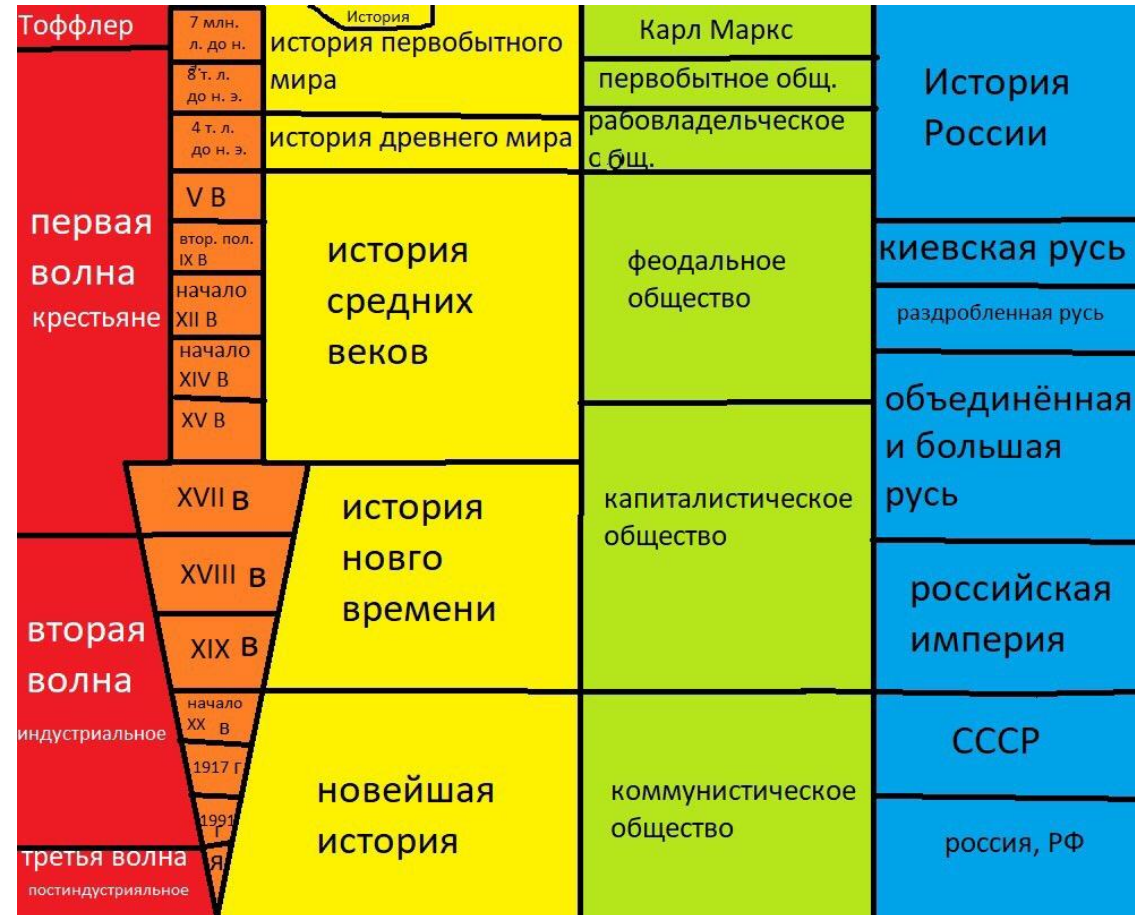 Тоффлер
первая
волна
крестьяне
вторая
волна
индустриальное
третья волна
постиндустрияльное
7 млн.
л. до н.
8 т. л.
до н. э.
4 т. л.
до н. э.
V В
втор. пол.
IX В
начало
XII В
начало
XIV В
XV В
XVII в
XVIII в
XIX в
начало
XX в
1917 г
1991
г
Я
История
история первобытного
мира
история древнего мира
история
средних
веков
история
новго
времени
новейшая
история
Карл Маркс
первобытное общ.
рабовладельческое
с общ.
феодальное
общество
капиталистическое
общество
коммунистическое
общество
История
России
киевская русь
раздробленная русь
объединённая
и большая
русь
российская
империя
СССР
россия, РФ